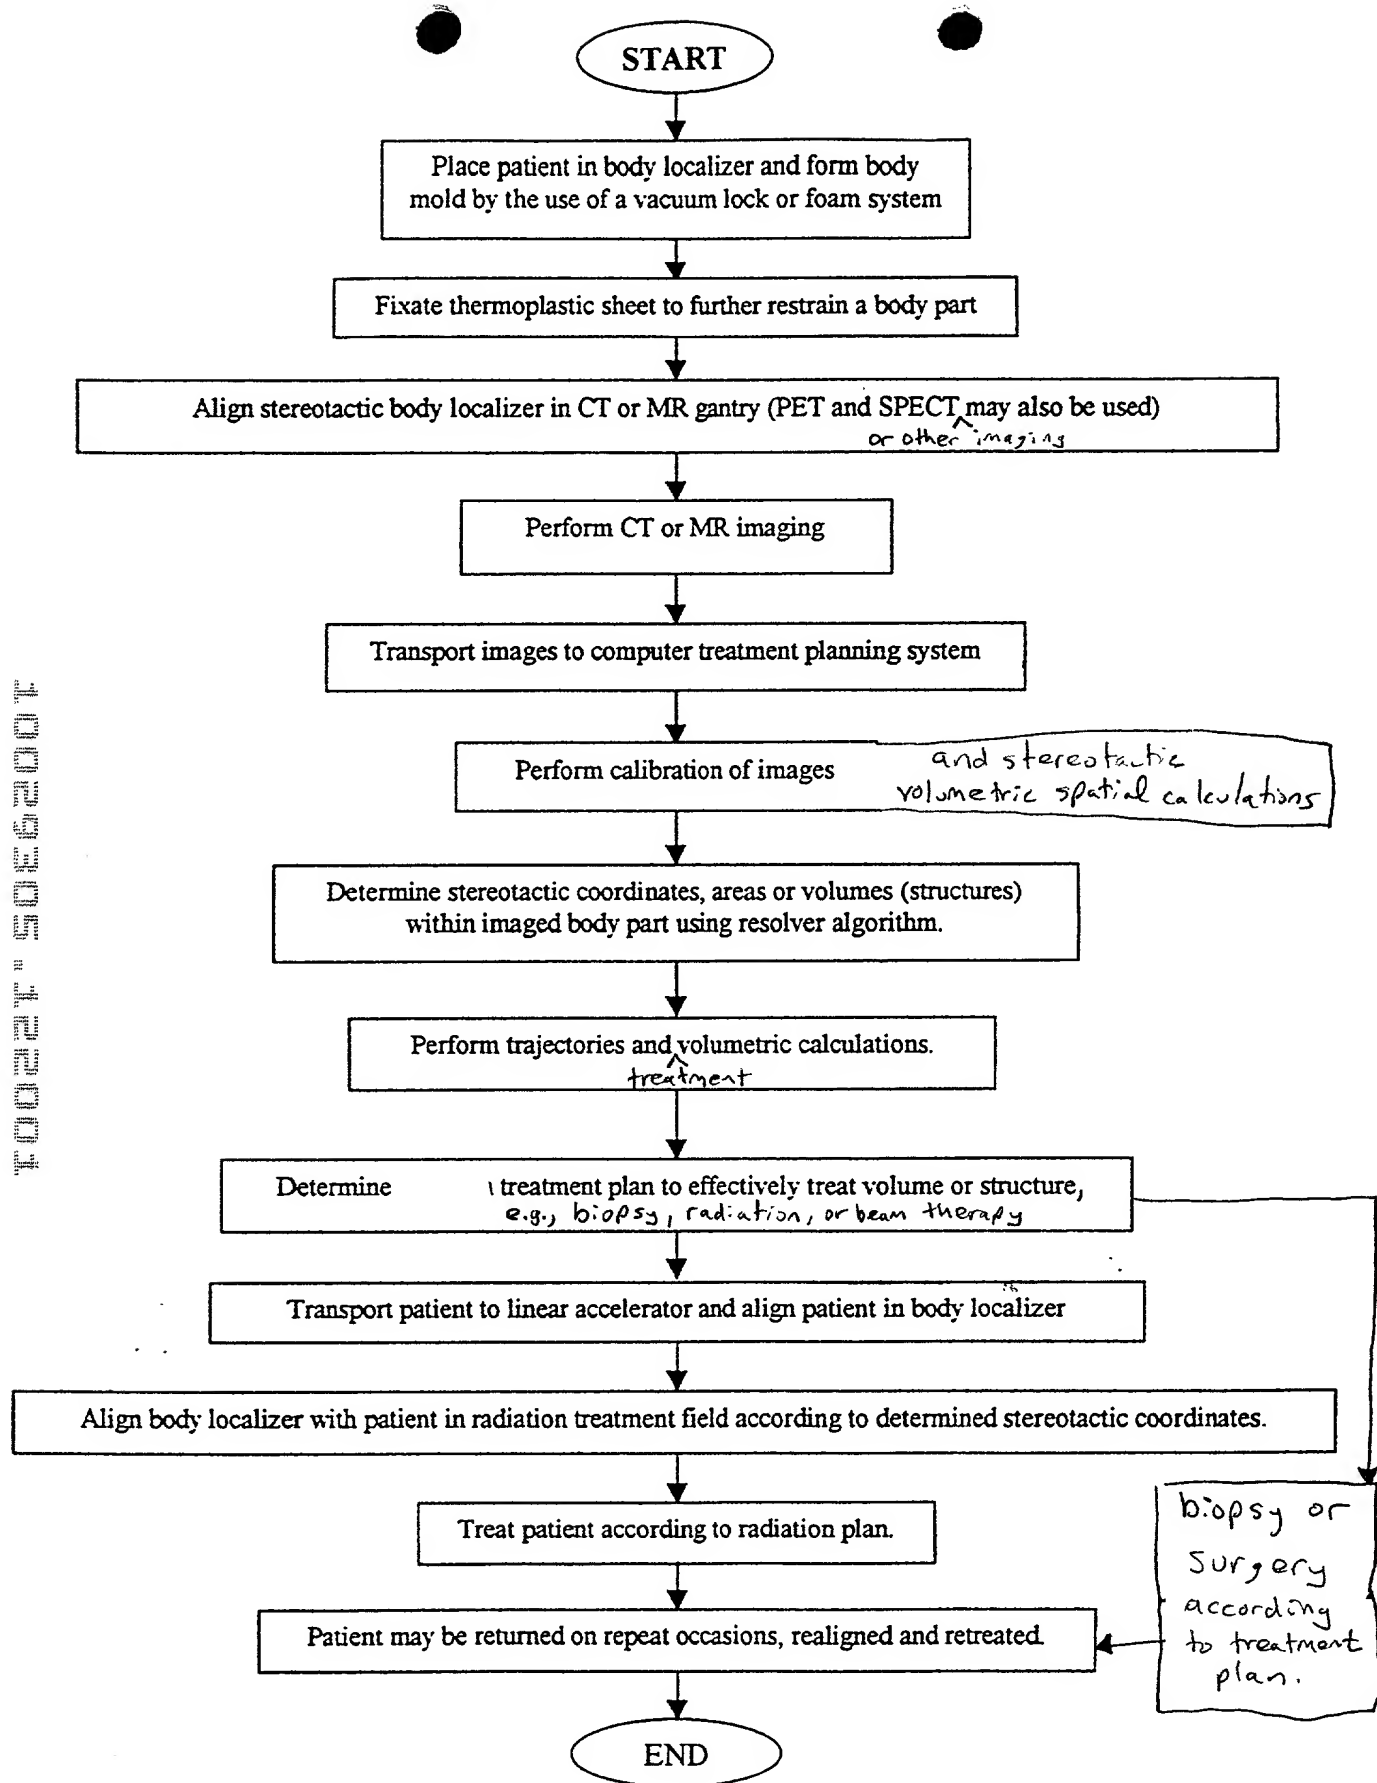 START
Place patient in body localizer and form body
mold by the use of a vacuum lock or foam system
Fixate thermoplastic sheet to further restrain a body part
Align stereotactic body localizer in CT or MR gantry (PET and SPECT may also be used)
or other imaging
Perform CT or MR imaging
Transport images to computer treatment planning system
Perform calibration of images
and stereotactic
volumetric spatial calculations
Determine stereotactic coordinates, areas or volumes (structures)
within imaged body part using resolver algorithm.
Perform trajectories and volumetric calculations.
treatment
Determine treatment plan to effectively treat volume or structure,
e.g., biopsy, radiation, or beam therapy
Transport patient to linear accelerator and align patient in body localizer
Align body localizer with patient in radiation treatment field according to determined stereotactic coordinates.
Treat patient according to radiation plan.
biopsy or
surgery
according
to treatment
plan.
Patient may be returned on repeat occasions, realigned and retreated.
END
10029305.122001